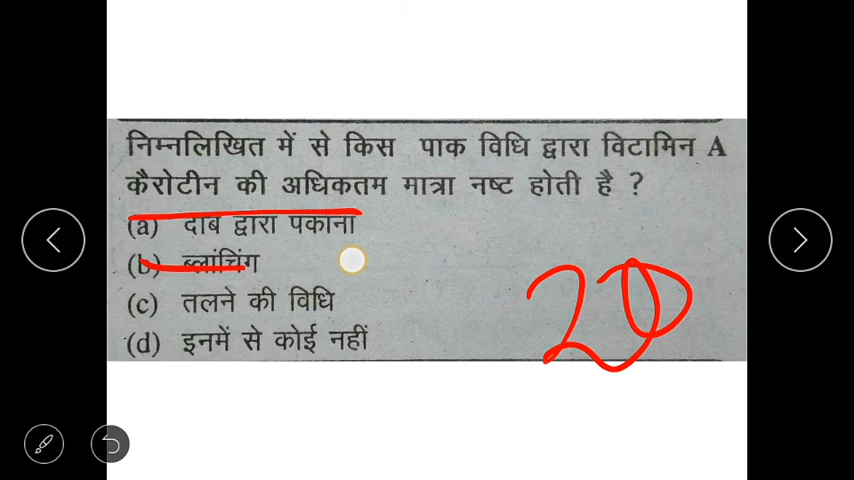 निम्नलिखित में से किस पाक विधि द्वारा विटामिन A
कैरोटीन की अधिकतम मात्रा नष्ट होती है ?
(a) दाब द्वारा पकाना
(b) ब्लांचिंग
(c) तलने की विधि
(d) इनमें से कोई नहीं
20